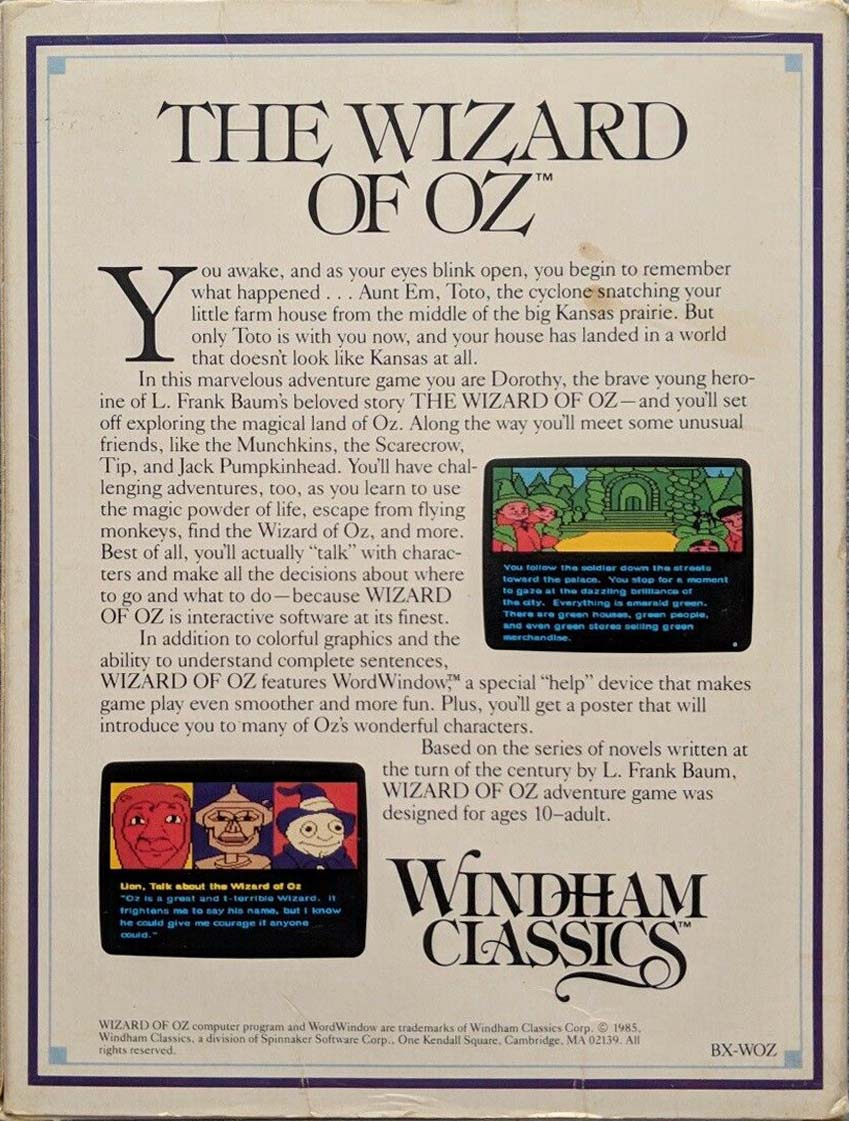 THE WIZARD
OF OZ™
You awake, and as your eyes blink open, you begin to remember
what happened . . . Aunt Em, Toto, the cyclone snatching your
little farm house from the middle of the big Kansas prairie. But
only Toto is with you now, and your house has landed in a world
that doesn't look like Kansas at all.
In this marvelous adventure game you are Dorothy, the brave young hero-
ine of L. Frank Baum's beloved story THE WIZARD OF OZ—and you'll set
off exploring the magical land of Oz. Along the way you'll meet some unusual
friends, like the Munchkins, the Scarecrow,
Tip, and Jack Pumpkinhead. You'll have chal-
lenging adventures, too, as you learn to use
the magic powder of life, escape from flying
monkeys, find the Wizard of Oz, and more.
Best of all, you'll actually "talk" with charac-
ters and make all the decisions about where
to go and what to do—because WIZARD
OF OZ is interactive software at its finest.
In addition to colorful graphics and the
ability to understand complete sentences,
WIZARD OF OZ features WordWindow,™ a special "help" device that makes
game play even smoother and more fun. Plus, you'll get a poster that will
introduce you to many of Oz's wonderful characters.
You follow the soldier down the streets
toward the palace. You stop for a moment
to gaze at the dazzling brilliance of
the city. Everything is emerald green.
There are green houses, green people,
and even green stores selling green
merchandise.
Based on the series of novels written at
the turn of the century by L. Frank Baum,
WIZARD OF OZ adventure game was
designed for ages 10–adult.
Lion, Talk about the Wizard of Oz
"Oz is a great and t-terrible Wizard. It
frightens me to say his name, but I know
he could give me courage if anyone
could."
WINDHAM
CLASSICS™
WIZARD OF OZ computer program and WordWindow are trademarks of Windham Classics Corp. © 1985,
Windham Classics, a division of Spinnaker Software Corp., One Kendall Square, Cambridge, MA 02139. All
rights reserved.
BX-WOZ